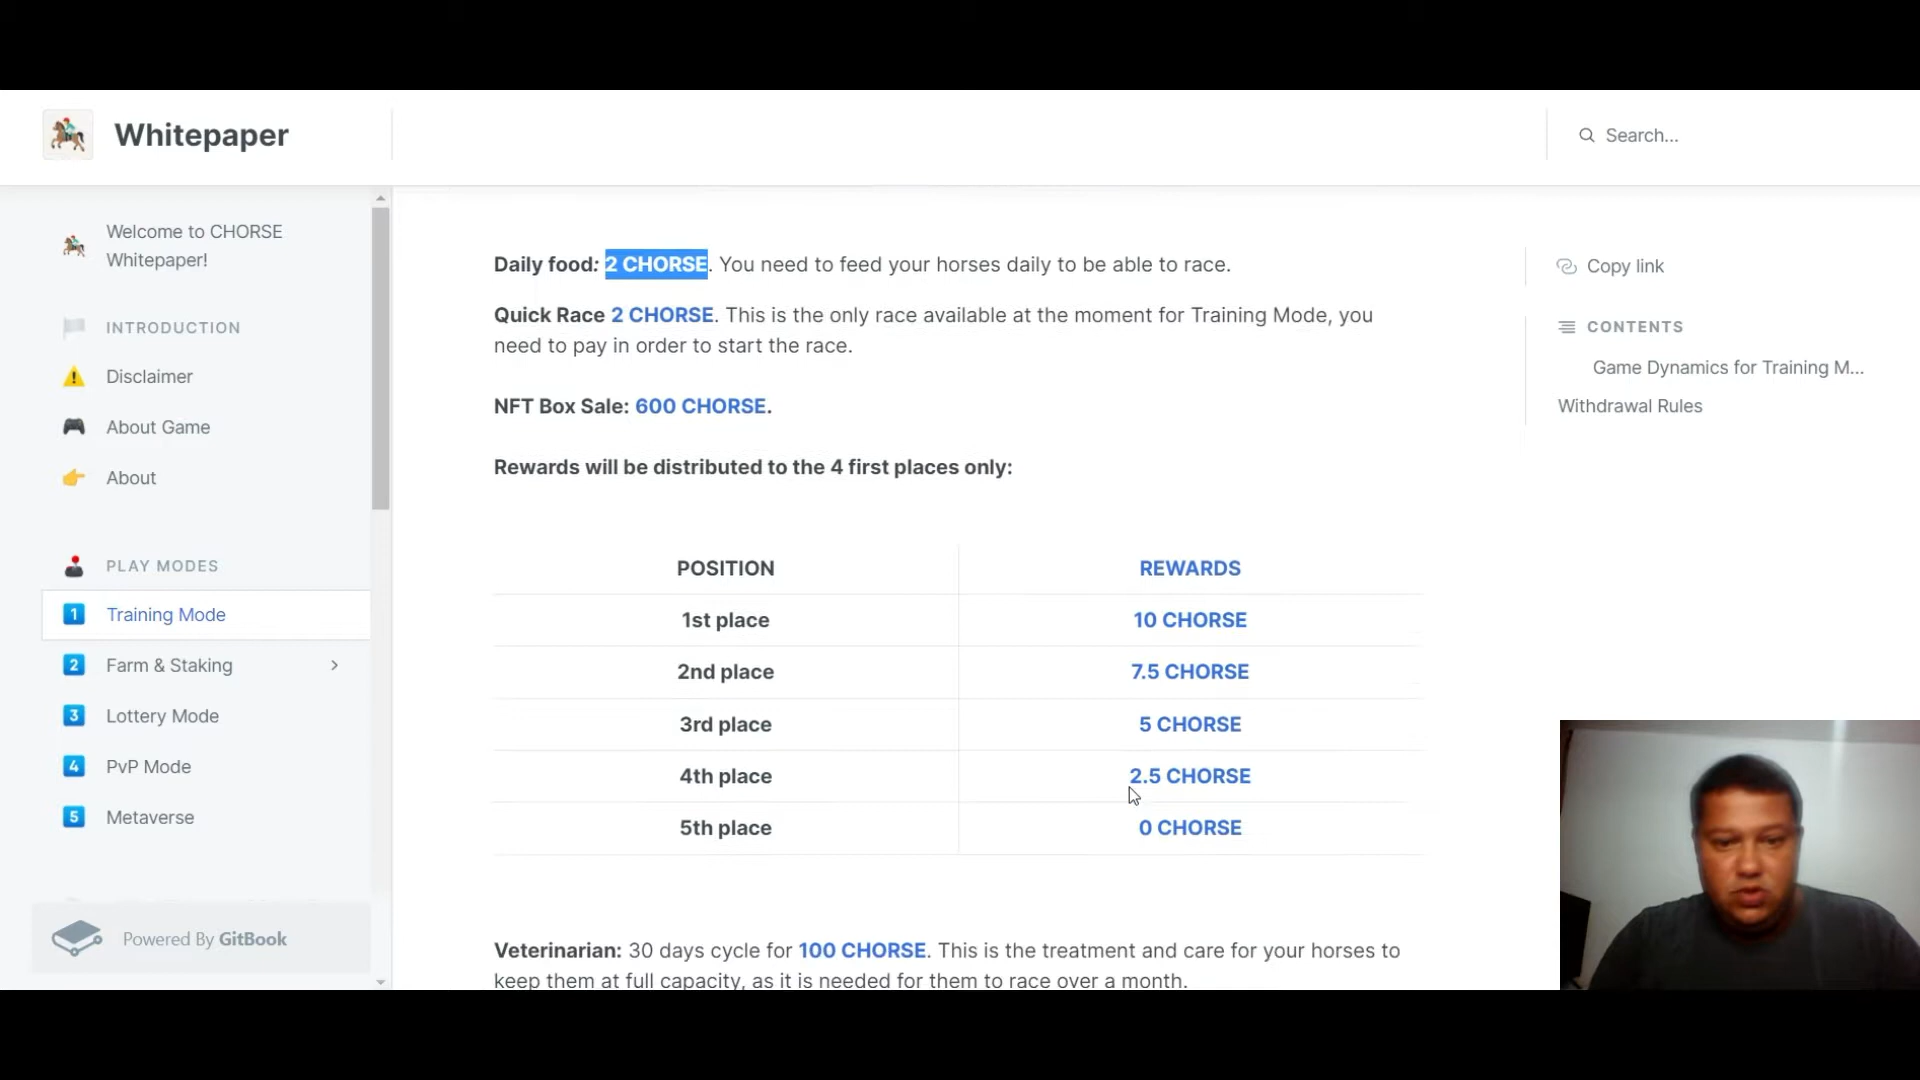 Whitepaper
Search...
Welcome to CHORSE
Whitepaper!
INTRODUCTION
Disclaimer
About Game
About
PLAY MODES
1 Training Mode
2 Farm & Staking
3 Lottery Mode
4 PvP Mode
5 Metaverse
Powered By GitBook
Daily food: 2 CHORSE. You need to feed your horses daily to be able to race.
Quick Race 2 CHORSE. This is the only race available at the moment for Training Mode, you
need to pay in order to start the race.
NFT Box Sale: 600 CHORSE.
Rewards will be distributed to the 4 first places only:
POSITION REWARDS
1st place 10 CHORSE
2nd place 7.5 CHORSE
3rd place 5 CHORSE
4th place 2.5 CHORSE
5th place 0 CHORSE
Veterinarian: 30 days cycle for 100 CHORSE. This is the treatment and care for your horses to
keep them at full capacity, as it is needed for them to race over a month.
Copy link
CONTENTS
Game Dynamics for Training M...
Withdrawal Rules